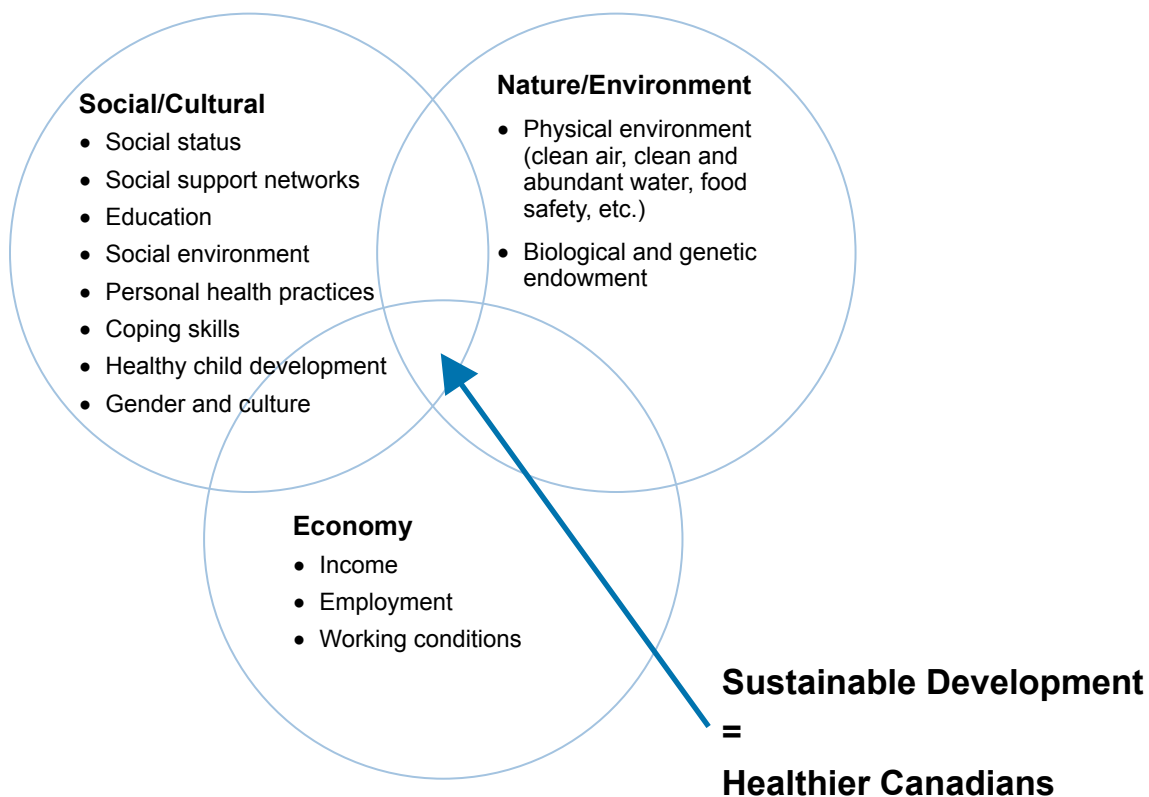 Social/Cultural
• Social status
• Social support networks
• Education
• Social environment
• Personal health practices
• Coping skills
• Healthy child development
• Gender and culture
Nature/Environment
• Physical environment
(clean air, clean and
abundant water, food
safety, etc.)
• Biological and genetic
endowment
Economy
• Income
• Employment
• Working conditions
Sustainable Development
=
Healthier Canadians